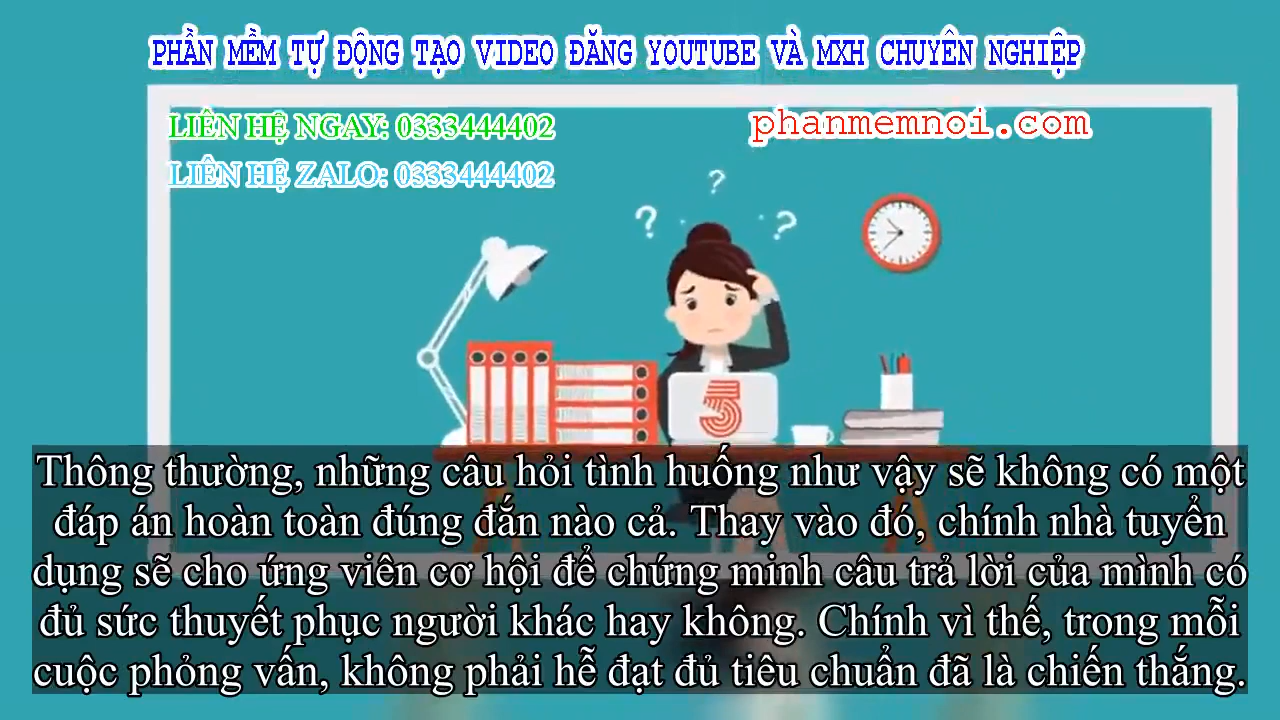 PHẦN MỀM TỰ ĐỘNG TẠO VIDEO ĐĂNG YOUTUBE VÀ MXH CHUYÊN NGHIỆP
LIÊN HỆ NGAY: 0333444402
phanmemnoi.com
LIÊN HỆ ZALO: 0333444402
? ? ?
5
Thông thường, những câu hỏi tình huống như vậy sẽ không có một
đáp án hoàn toàn đúng đắn nào cả. Thay vào đó, chính nhà tuyển
dụng sẽ cho ứng viên cơ hội để chứng minh câu trả lời của mình có
đủ sức thuyết phục người khác hay không. Chính vì thế, trong mỗi
cuộc phỏng vấn, không phải hễ đạt đủ tiêu chuẩn đã là chiến thắng.